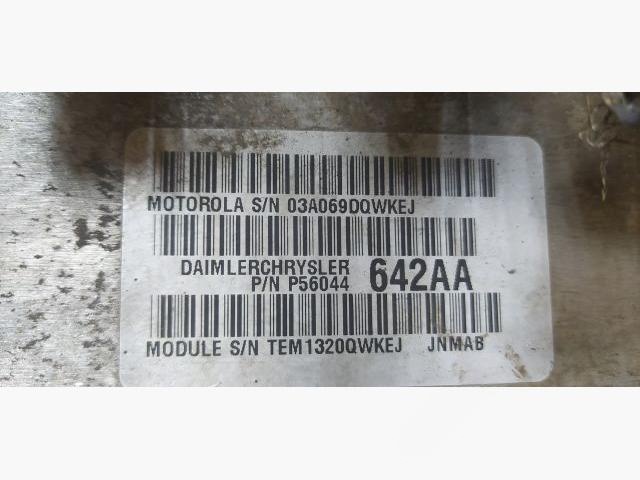 MOTOROLA S/N 03A069DQWKEJ
DAIMLERCHRYSLER
P/N P56044 642AA
MODULE S/N TEM1320QWKEJ JNMAB